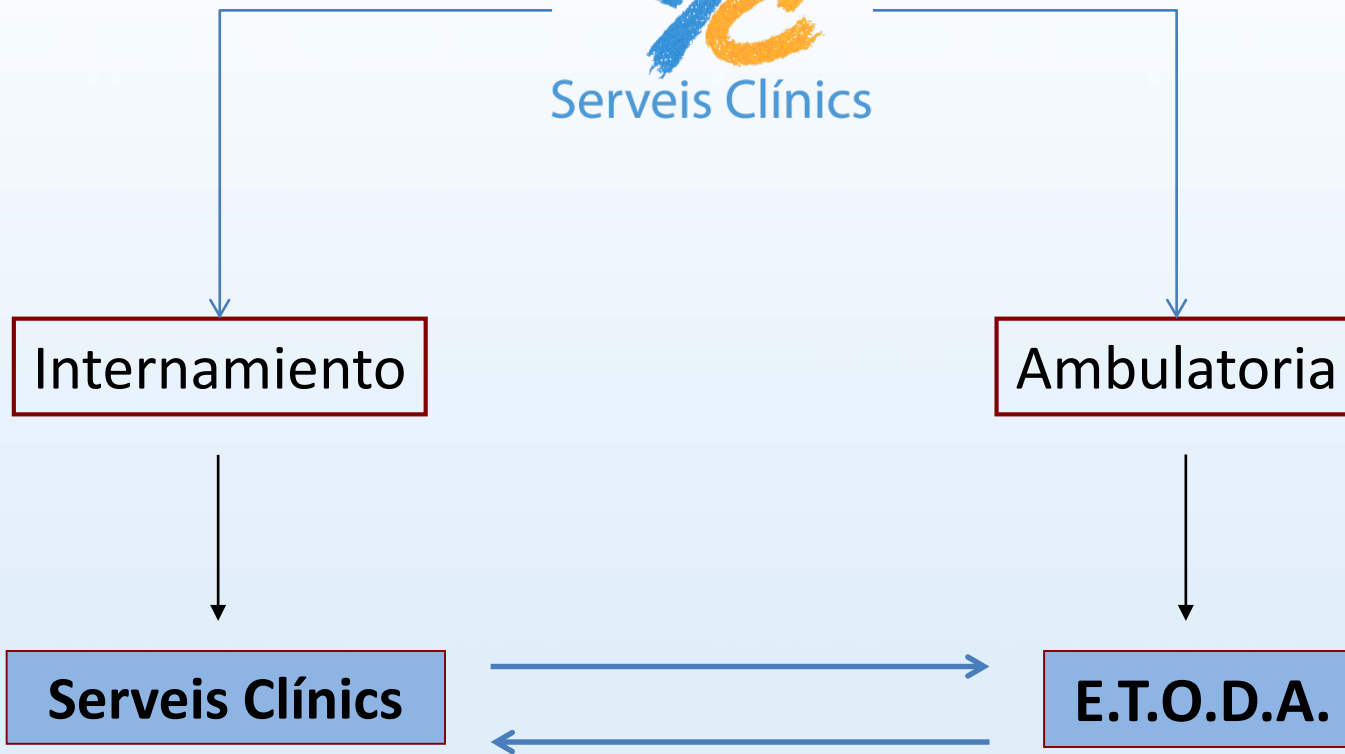 Serveis Clínics
Internamiento
Ambulatoria
Serveis Clínics
E.T.O.D.A.